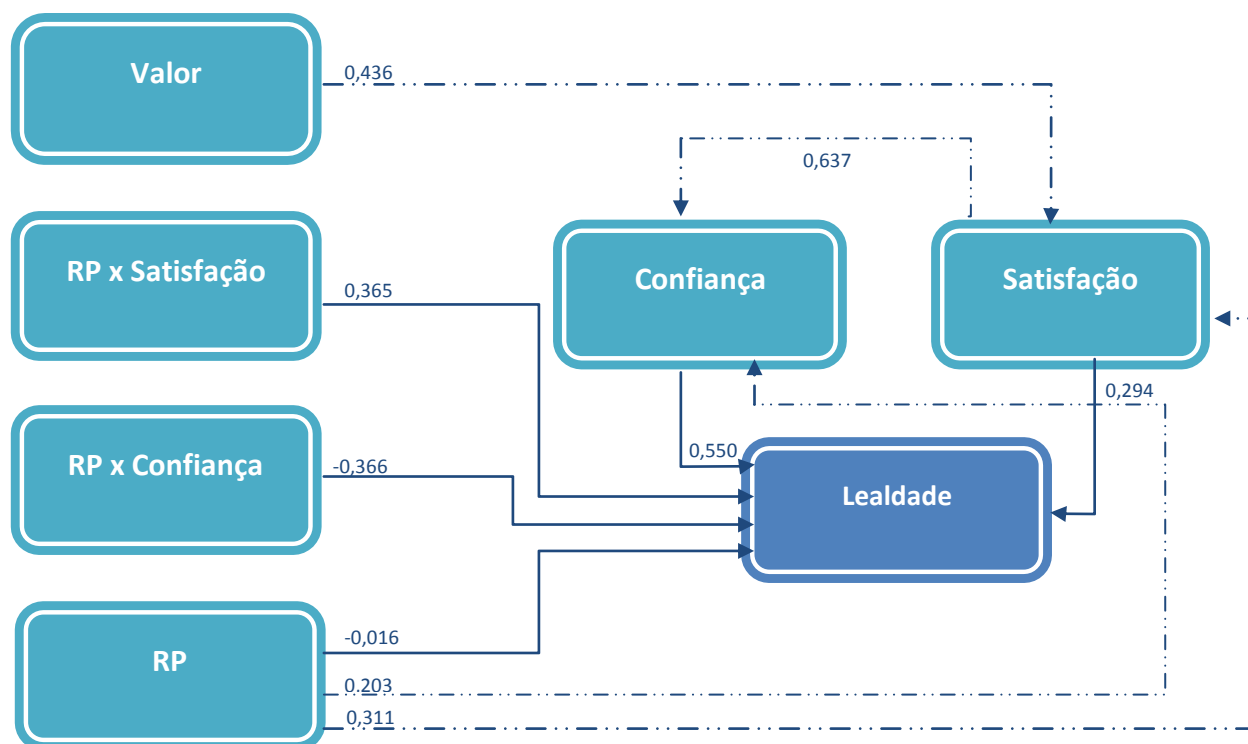 Valor
0,436
0,637
RP x Satisfação
Confiança
Satisfação
0,365
0,294
0,550
RP x Confiança
-0,366
Lealdade
-0,016
RP
0.203
0,311